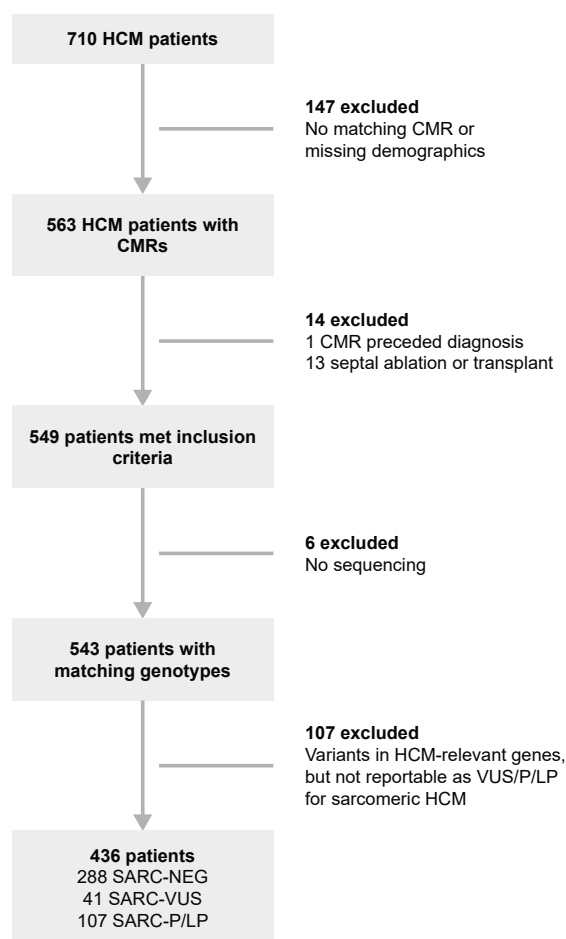 710 HCM patients
147 excluded
No matching CMR or
missing demographics
563 HCM patients with
CMRs
14 excluded
1 CMR preceded diagnosis
13 septal ablation or transplant
549 patients met inclusion
criteria
6 excluded
No sequencing
543 patients with
matching genotypes
107 excluded
Variants in HCM-relevant genes,
but not reportable as VUS/P/LP
for sarcomeric HCM
436 patients
288 SARC-NEG
41 SARC-VUS
107 SARC-P/LP